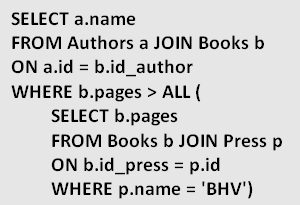 SELECT a.name
FROM Authors a JOIN Books b
ON a.id = b.id_author
WHERE b.pages > ALL (
SELECT b.pages
FROM Books b JOIN Press p
ON b.id_press = p.id
WHERE p.name = 'BHV')